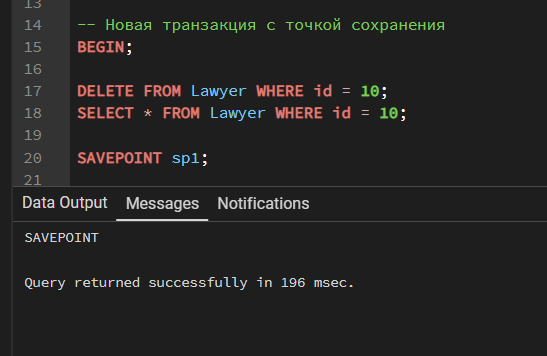 13
14 -- Новая транзакция с точкой сохранения
15 BEGIN;
16
17 DELETE FROM Lawyer WHERE id = 10;
18 SELECT * FROM Lawyer WHERE id = 10;
19
20 SAVEPOINT sp1;
21
Data Output Messages Notifications
SAVEPOINT
Query returned successfully in 196 msec.